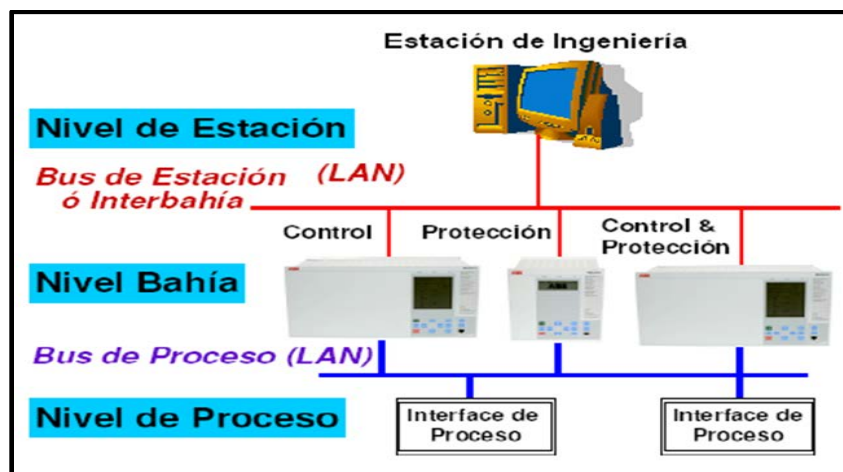 Estación de Ingeniería
Nivel de Estación
Bus de Estación (LAN)
ó Interbahía
Control
Protección
Control &
Protección
Nivel Bahía
ABB
Bus de Proceso (LAN)
Nivel de Proceso
Interface de
Proceso
Interface de
Proceso